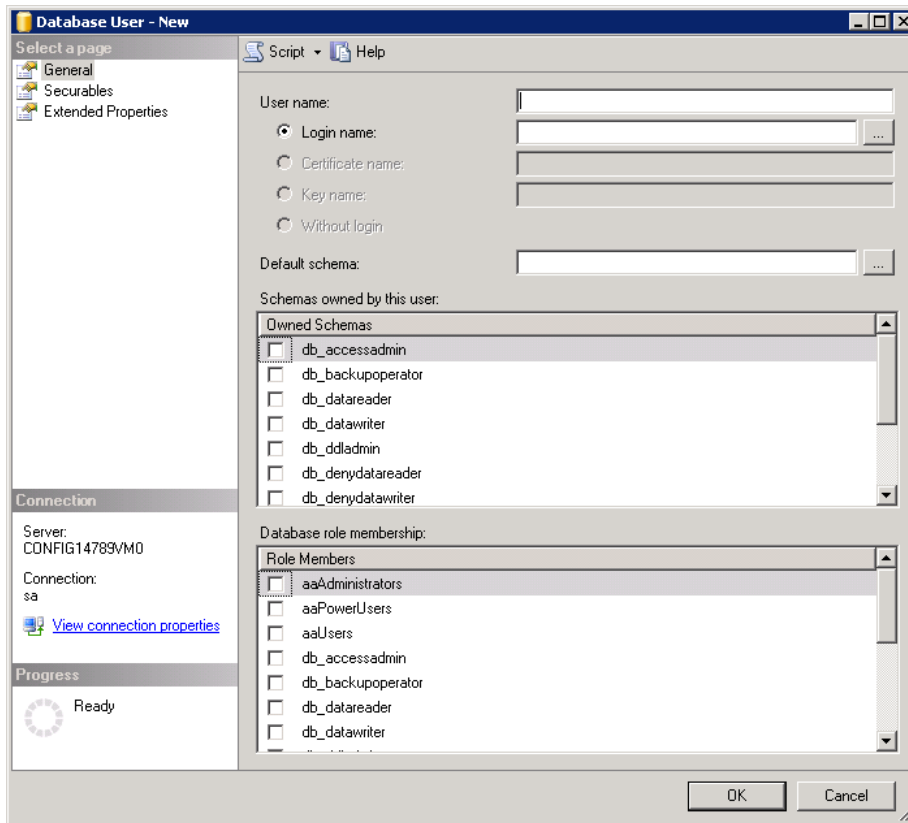 Database User - New
Select a page
General
Securables
Extended Properties
Script
Help
User name:
Login name:
...
Certificate name:
Key name:
Without login
Default schema:
...
Schemas owned by this user:
Owned Schemas
db_accessadmin
db_backupoperator
db_datareader
db_datawriter
db_ddladmin
db_denydatareader
db_denydatawriter
Connection
Server:
CONFIG14789VM0
Connection:
sa
View connection properties
Progress
Ready
Database role membership:
Role Members
aaAdministrators
aaPowerUsers
aaUsers
db_accessadmin
db_backupoperator
db_datareader
db_datawriter
OK
Cancel